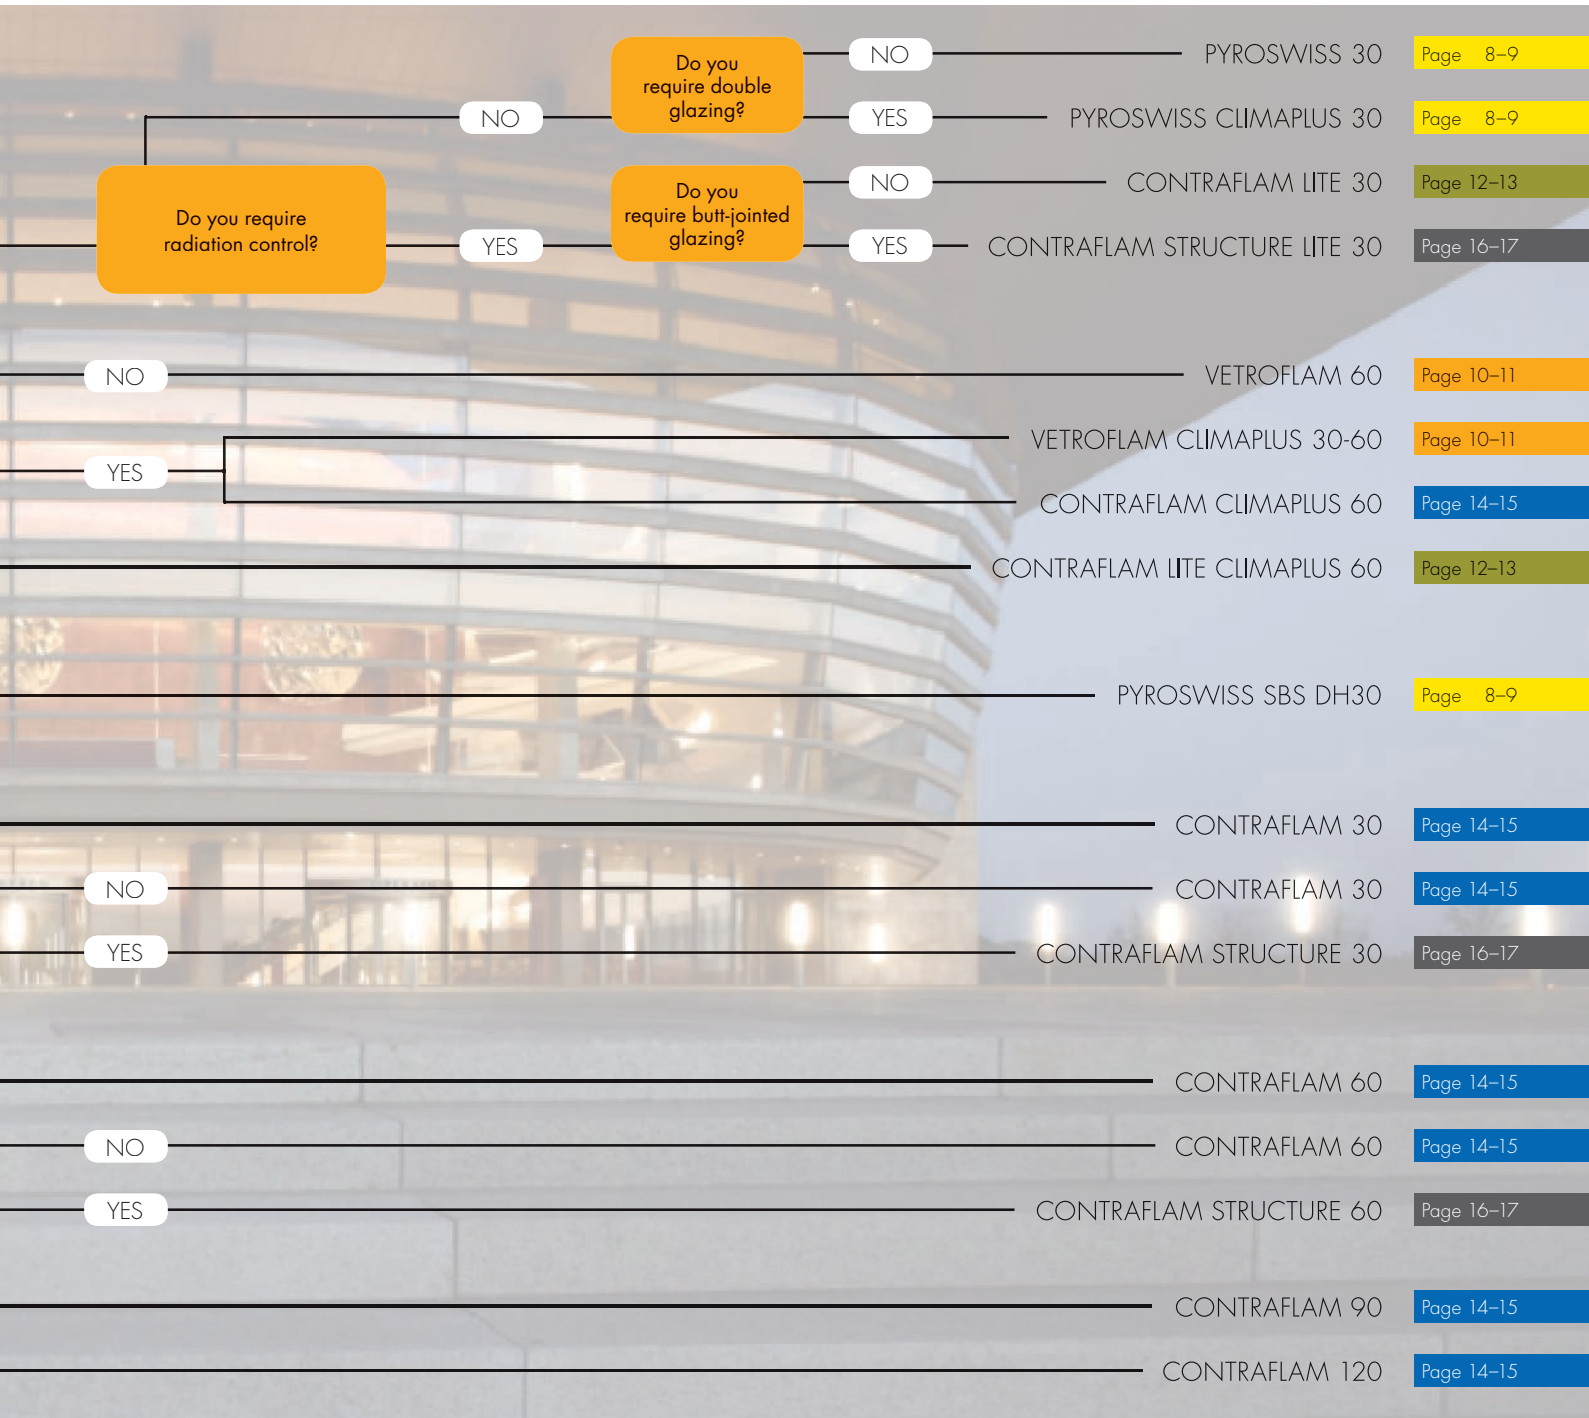 Do you
require double
glazing?
NO
PYROSWISS 30
Page 8–9
NO
YES
PYROSWISS CLIMAPLUS 30
Page 8–9
Do you require
radiation control?
Do you
require butt-jointed
glazing?
NO
CONTRAFLAM LITE 30
Page 12–13
YES
YES
CONTRAFLAM STRUCTURE LITE 30
Page 16–17
NO
VETROFLAM 60
Page 10–11
YES
VETROFLAM CLIMAPLUS 30-60
Page 10–11
CONTRAFLAM CLIMAPLUS 60
Page 14–15
CONTRAFLAM LITE CLIMAPLUS 60
Page 12–13
PYROSWISS SBS DH30
Page 8–9
CONTRAFLAM 30
Page 14–15
NO
CONTRAFLAM 30
Page 14–15
YES
CONTRAFLAM STRUCTURE 30
Page 16–17
CONTRAFLAM 60
Page 14–15
NO
CONTRAFLAM 60
Page 14–15
YES
CONTRAFLAM STRUCTURE 60
Page 16–17
CONTRAFLAM 90
Page 14–15
CONTRAFLAM 120
Page 14–15